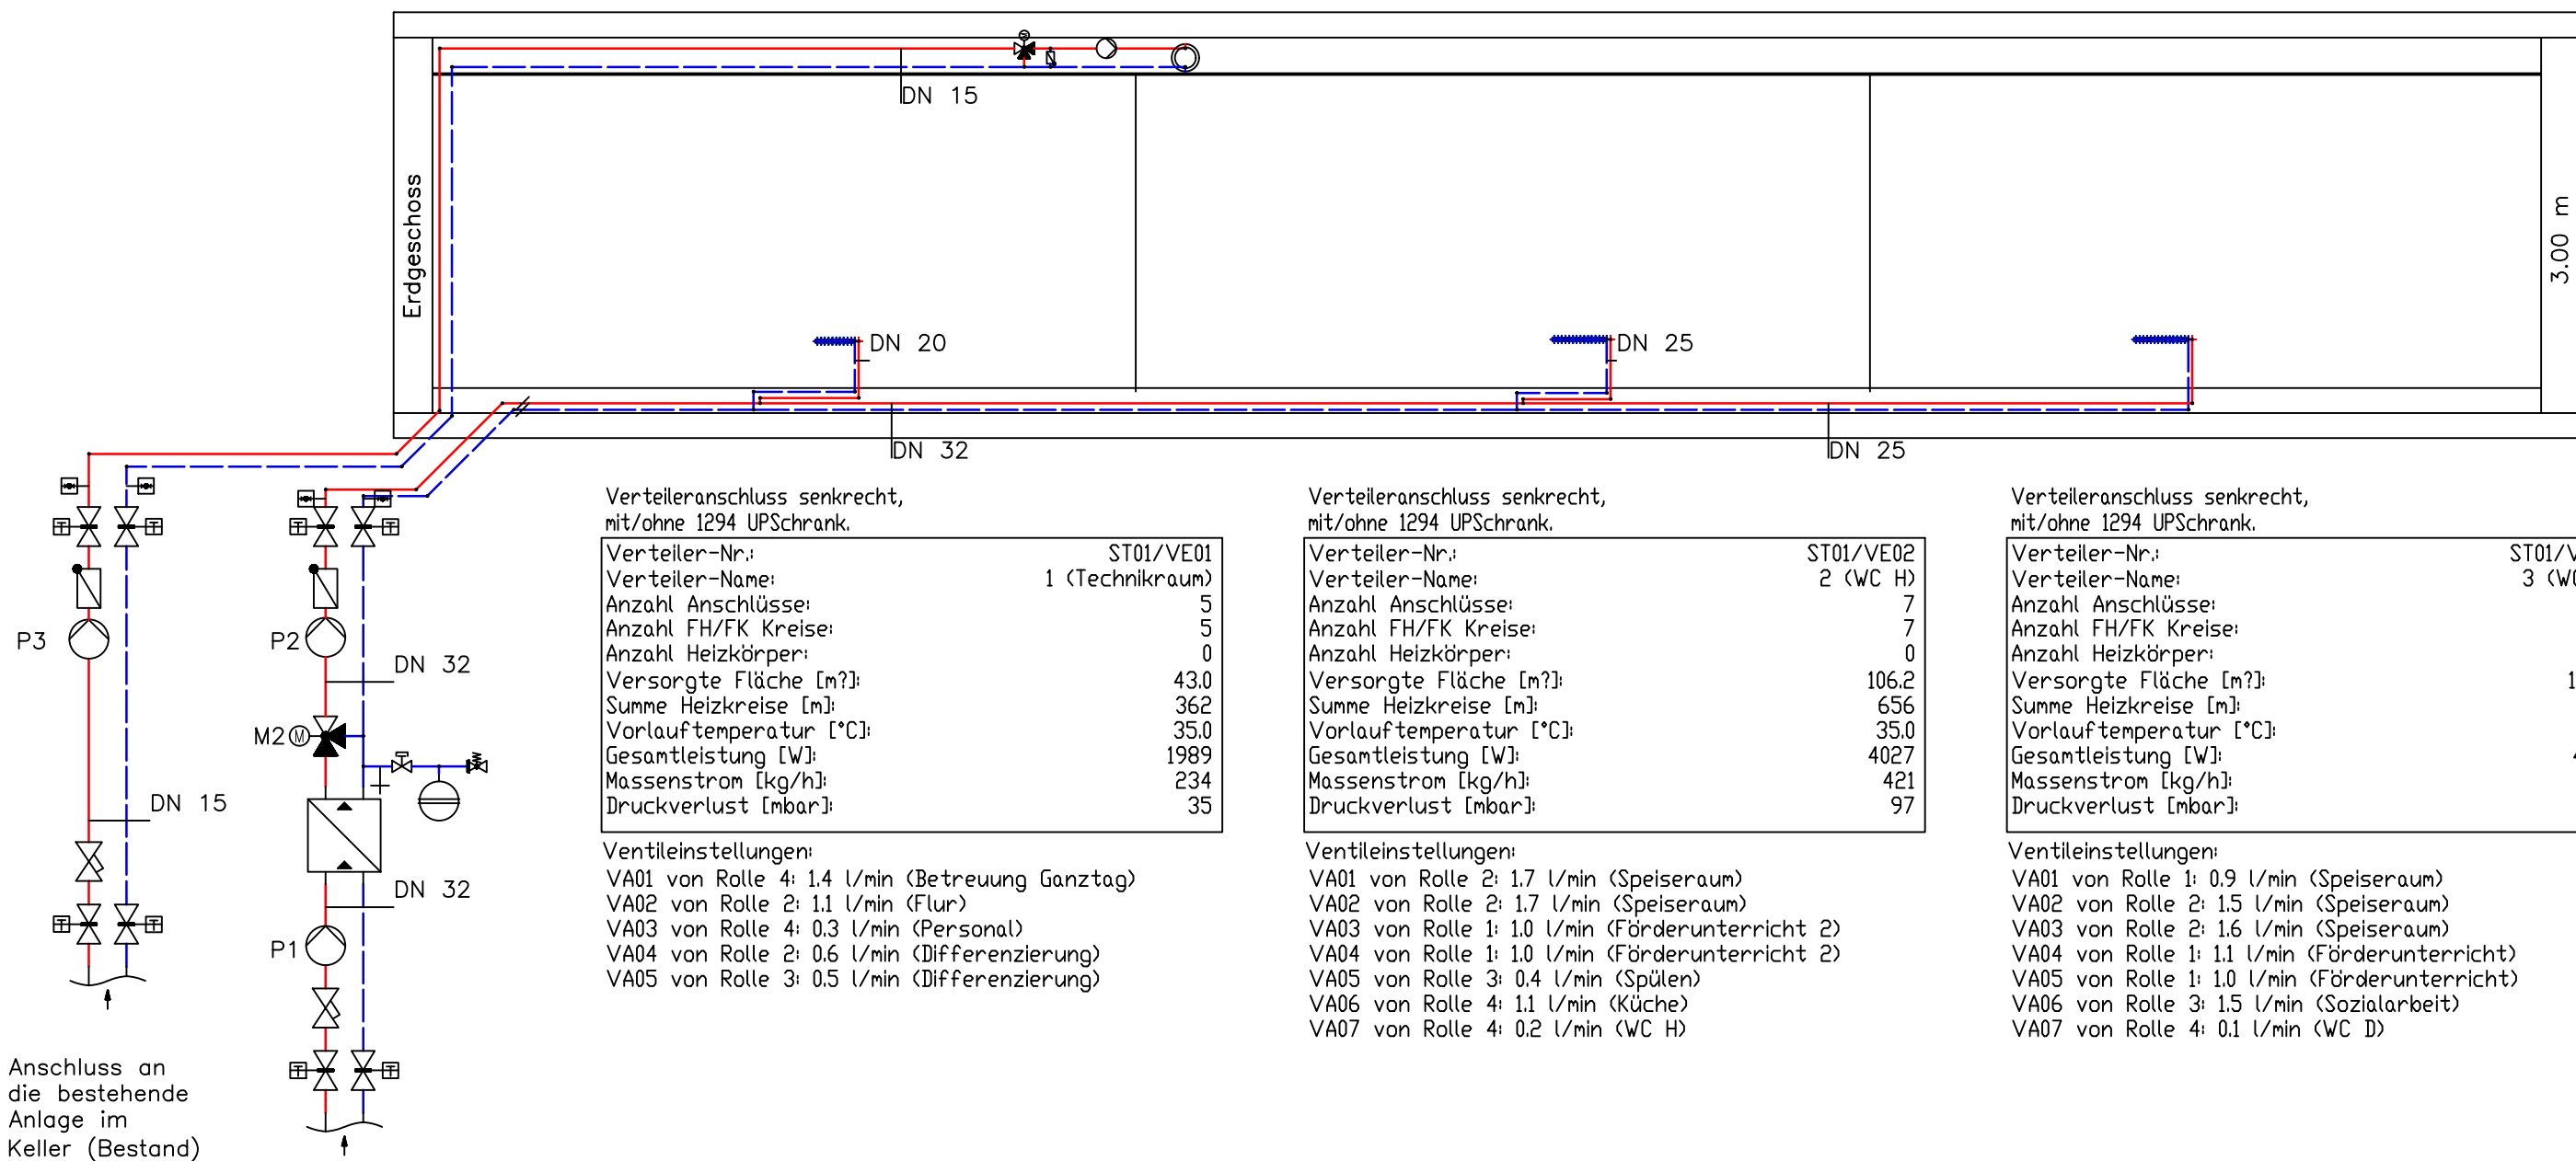 DN 15
Erdgeschoss
3.00 m
DN 20
DN 25
DN 32
DN 25
P3
P2
DN 32
M2
M
DN 15
DN 32
P1
Anschluss an
die bestehende
Anlage im
Keller (Bestand)
Verteileranschluss senkrecht,
mit/ohne 1294 UPSchrank.
Verteiler-Nr.: ST01/VE01
Verteiler-Name: 1 (Technikraum)
Anzahl Anschlüsse: 5
Anzahl FH/FK Kreise: 5
Anzahl Heizkörper: 0
Versorgte Fläche [m?]: 43.0
Summe Heizkreise [m]: 362
Vorlauftemperatur [°C]: 35.0
Gesamtleistung [W]: 1989
Massenstrom [kg/h]: 234
Druckverlust [mbar]: 35
Ventileinstellungen:
VA01 von Rolle 4: 1.4 l/min (Betreuung Ganztag)
VA02 von Rolle 2: 1.1 l/min (Flur)
VA03 von Rolle 4: 0.3 l/min (Personal)
VA04 von Rolle 2: 0.6 l/min (Differenzierung)
VA05 von Rolle 3: 0.5 l/min (Differenzierung)
Verteileranschluss senkrecht,
mit/ohne 1294 UPSchrank.
Verteiler-Nr.: ST01/VE02
Verteiler-Name: 2 (WC H)
Anzahl Anschlüsse: 7
Anzahl FH/FK Kreise: 7
Anzahl Heizkörper: 0
Versorgte Fläche [m?]: 106.2
Summe Heizkreise [m]: 656
Vorlauftemperatur [°C]: 35.0
Gesamtleistung [W]: 4027
Massenstrom [kg/h]: 421
Druckverlust [mbar]: 97
Ventileinstellungen:
VA01 von Rolle 2: 1.7 l/min (Speiseraum)
VA02 von Rolle 2: 1.7 l/min (Speiseraum)
VA03 von Rolle 1: 1.0 l/min (Förderunterricht 2)
VA04 von Rolle 1: 1.0 l/min (Förderunterricht 2)
VA05 von Rolle 3: 0.4 l/min (Spülen)
VA06 von Rolle 4: 1.1 l/min (Küche)
VA07 von Rolle 4: 0.2 l/min (WC H)
Verteileranschluss senkrecht,
mit/ohne 1294 UPSchrank.
Verteiler-Nr.: ST01/V
Verteiler-Name: 3 (W
Anzahl Anschlüsse:
Anzahl FH/FK Kreise:
Anzahl Heizkörper:
Versorgte Fläche [m?]: 1
Summe Heizkreise [m]:
Vorlauftemperatur [°C]:
Gesamtleistung [W]:
Massenstrom [kg/h]:
Druckverlust [mbar]:
Ventileinstellungen:
VA01 von Rolle 1: 0.9 l/min (Speiseraum)
VA02 von Rolle 2: 1.5 l/min (Speiseraum)
VA03 von Rolle 2: 1.6 l/min (Speiseraum)
VA04 von Rolle 1: 1.1 l/min (Förderunterricht)
VA05 von Rolle 1: 1.0 l/min (Förderunterricht)
VA06 von Rolle 3: 1.5 l/min (Sozialarbeit)
VA07 von Rolle 4: 0.1 l/min (WC D)